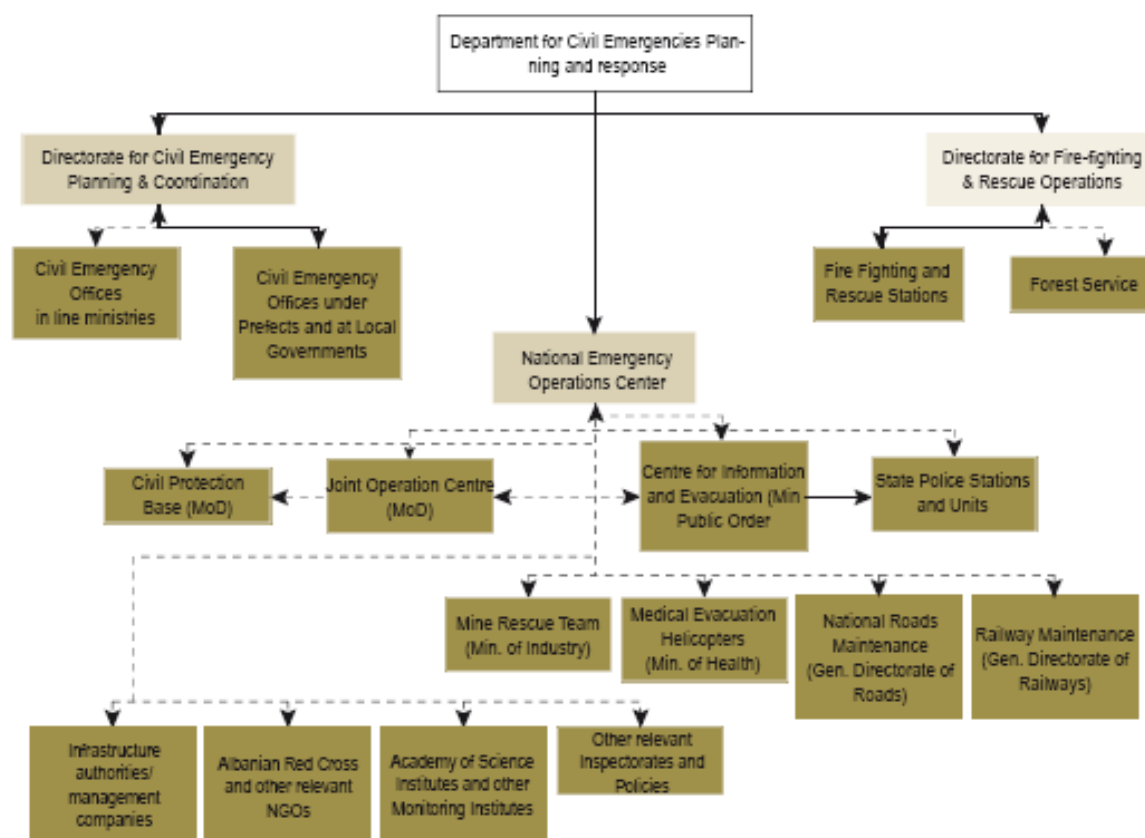 Department for Civil Emergencies Plan-
ning and response
Directorate for Civil Emergency
Planning & Coordination
Directorate for Fire-fighting
& Rescue Operations
Civil Emergency
Offices
in line ministries
Civil Emergency
Offices under
Prefects and at Local
Governments
Fire Fighting and
Rescue Stations
Forest Service
National Emergency
Operations Center
Civil Protection
Base (MoD)
Joint Operation Centre
(MoD)
Centre for Information
and Evacuation (Min
Public Order
State Police Stations
and Units
Mine Rescue Team
(Min. of Industry)
Medical Evacuation
Helicopters
(Min. of Health)
National Roads
Maintenance
(Gen. Directorate of
Roads)
Railway Maintenance
(Gen. Directorate of
Railways)
Infrastructure
authorities/
management
companies
Albanian Red Cross
and other relevant
NGOs
Academy of Science
Institutes and other
Monitoring Institutes
Other relevant
Inspectorates and
Policies